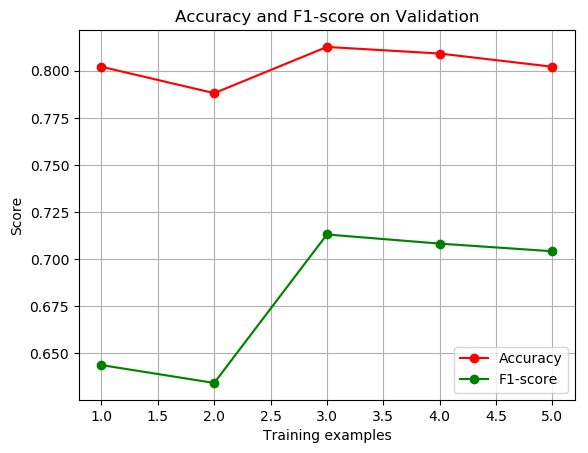 Accuracy and F1-score on Validation
0.800
0.775
0.750
0.725
0.700
0.675
0.650
Score
1.0 1.5 2.0 2.5 3.0 3.5 4.0 4.5 5.0
Training examples
Accuracy
F1-score